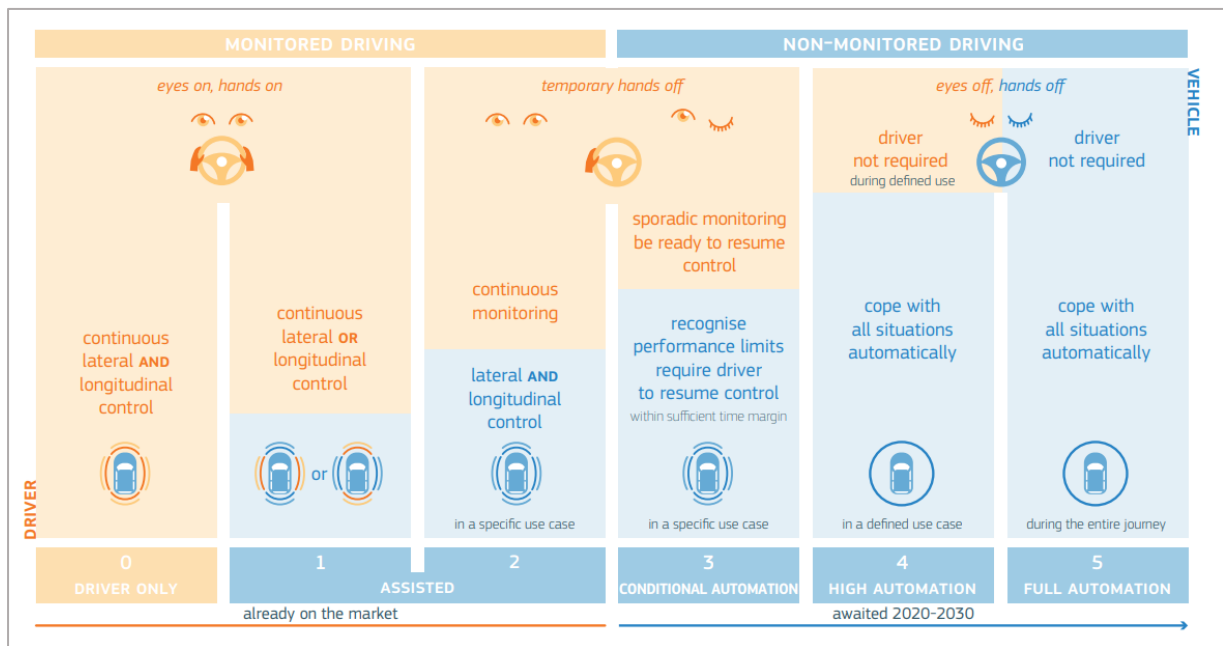 MONITORED DRIVING
NON-MONITORED DRIVING
eyes on, hands on
temporary hands off
eyes off, hands off
VEHICLE
driver
not required
during defined use
driver
not required
sporadic monitoring
be ready to resume
control
continuous
monitoring
continuous
lateral OR
longitudinal
control
continuous
lateral AND
longitudinal
control
recognise
performance limits
require driver
to resume control
within sufficient time margin
cope with
all situations
automatically
cope with
all situations
automatically
lateral AND
longitudinal
control
or
DRIVER
in a specific use case
in a specific use case
in a defined use case
during the entire journey
0
DRIVER ONLY
1
2
ASSISTED
3
CONDITIONAL AUTOMATION
4
HIGH AUTOMATION
5
FULL AUTOMATION
already on the market
awaited 2020-2030